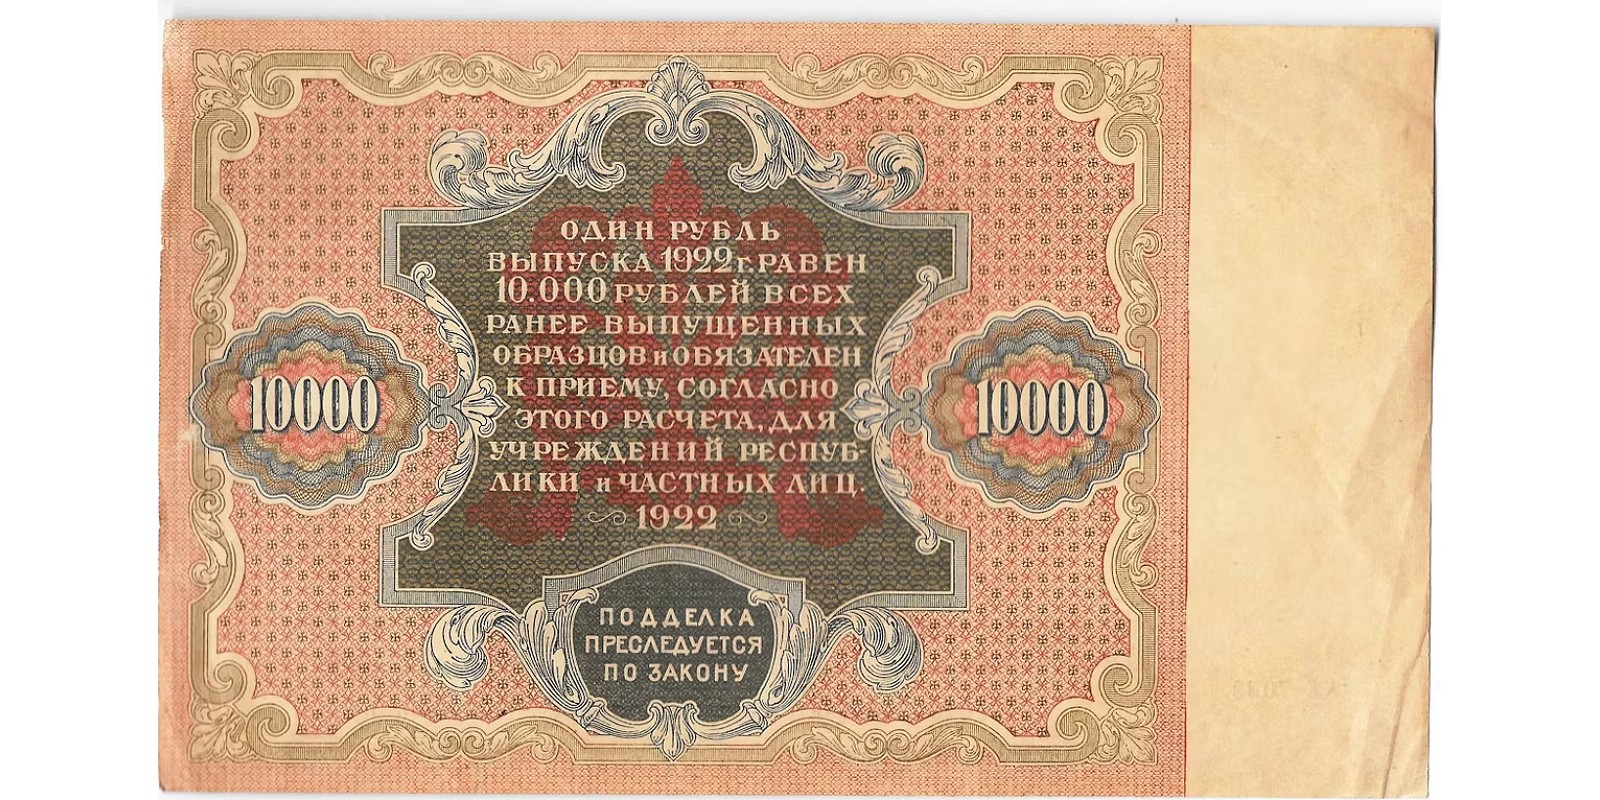 ОДИН РУБЛЬ
ВЫПУСКА 1922 г. РАВЕН
10.000 РУБЛЕЙ ВСЕХ
РАНЕЕ ВЫПУЩЕННЫХ
ОБРАЗЦОВ и ОБЯЗАТЕЛЕН
К ПРИЕМУ, СОГЛАСНО
ЭТОГО РАСЧЕТА, ДЛЯ
УЧРЕЖДЕНИЙ РЕСПУБ-
ЛИКИ и ЧАСТНЫХ ЛИЦ.
1922
10000
10000
ПОДДЕЛКА
ПРЕСЛЕДУЕТСЯ
ПО ЗАКОНУ